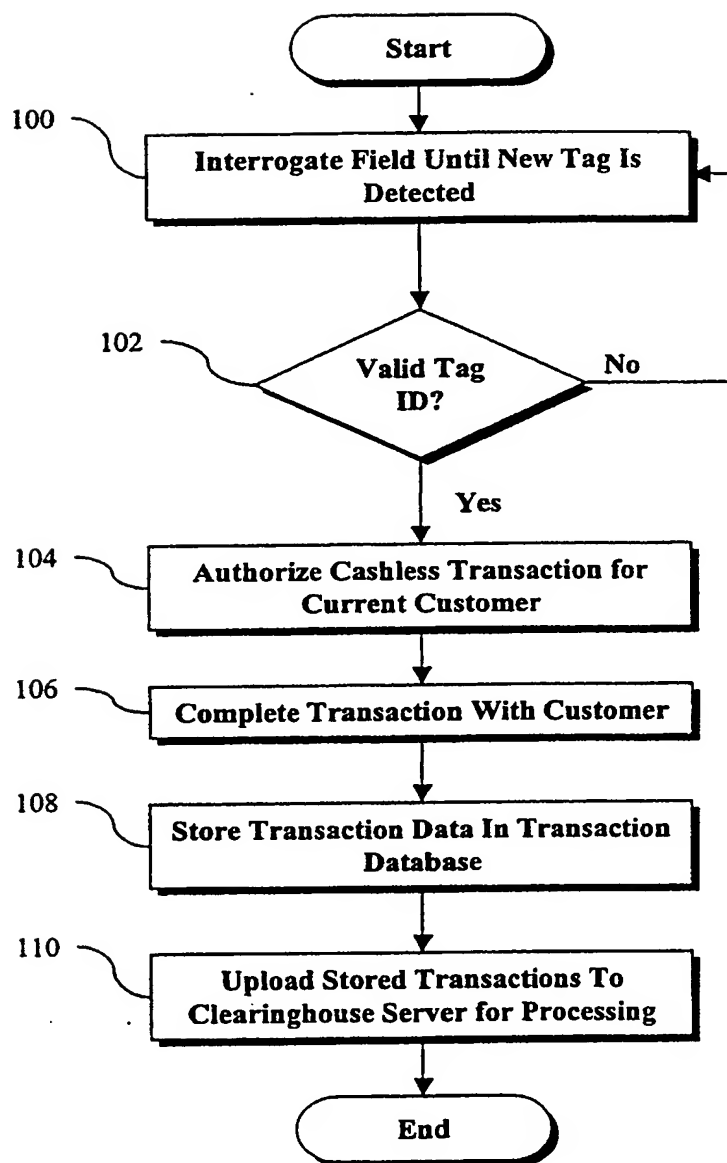 Start
100
Interrogate Field Until New Tag Is
Detected
102
Valid Tag
ID?
No
Yes
104
Authorize Cashless Transaction for
Current Customer
106
Complete Transaction With Customer
108
Store Transaction Data In Transaction
Database
110
Upload Stored Transactions To
Clearinghouse Server for Processing
End